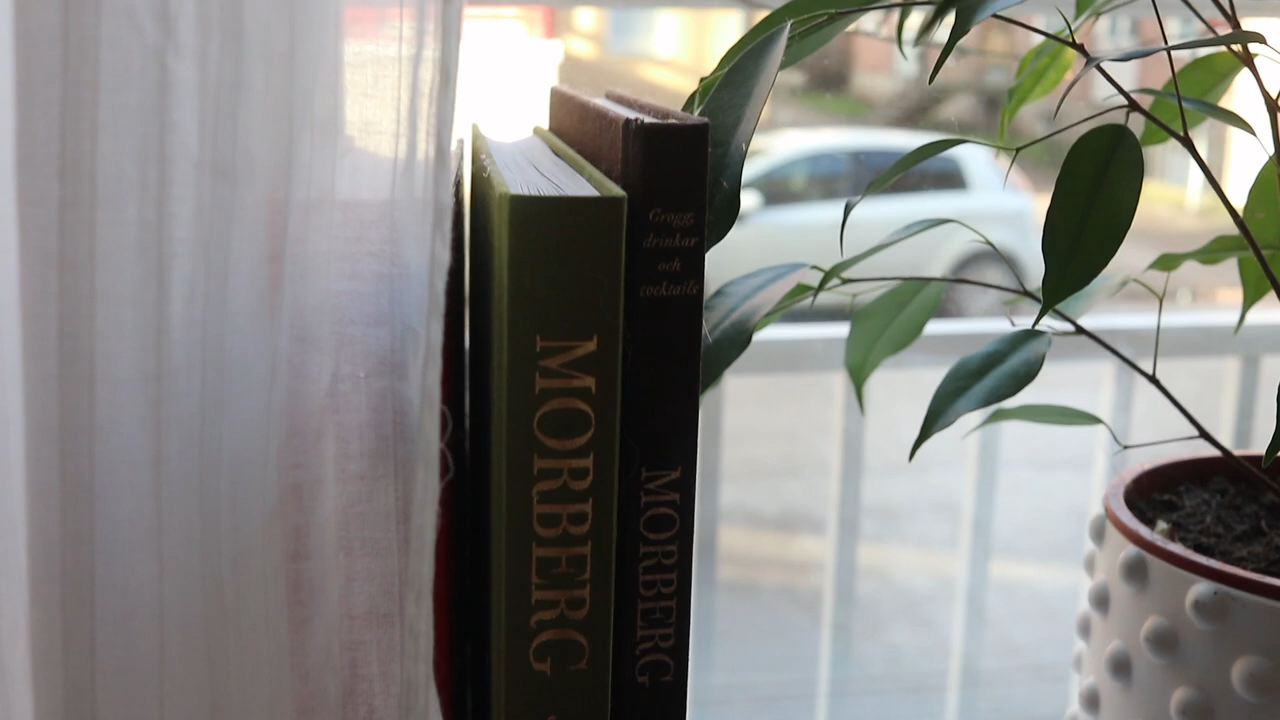 MORBERG
Grogg,
drinkar
och
cocktails
MORBERG